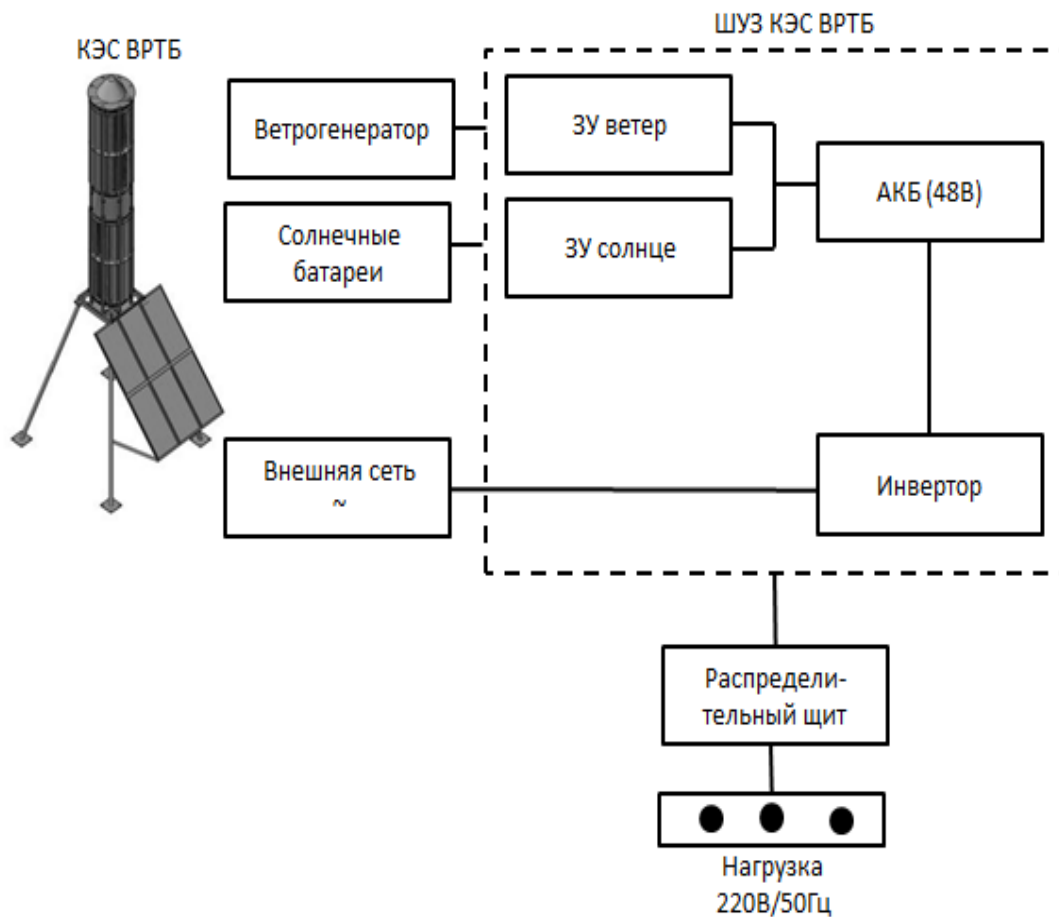 ШУЗ КЭС ВРТБ
КЭС ВРТБ
Ветрогенератор
ЗУ ветер
АКБ (48В)
Солнечные
батареи
ЗУ солнце
Внешняя сеть
~
Инвертор
Распредели-
тельный щит
Нагрузка
220В/50Гц